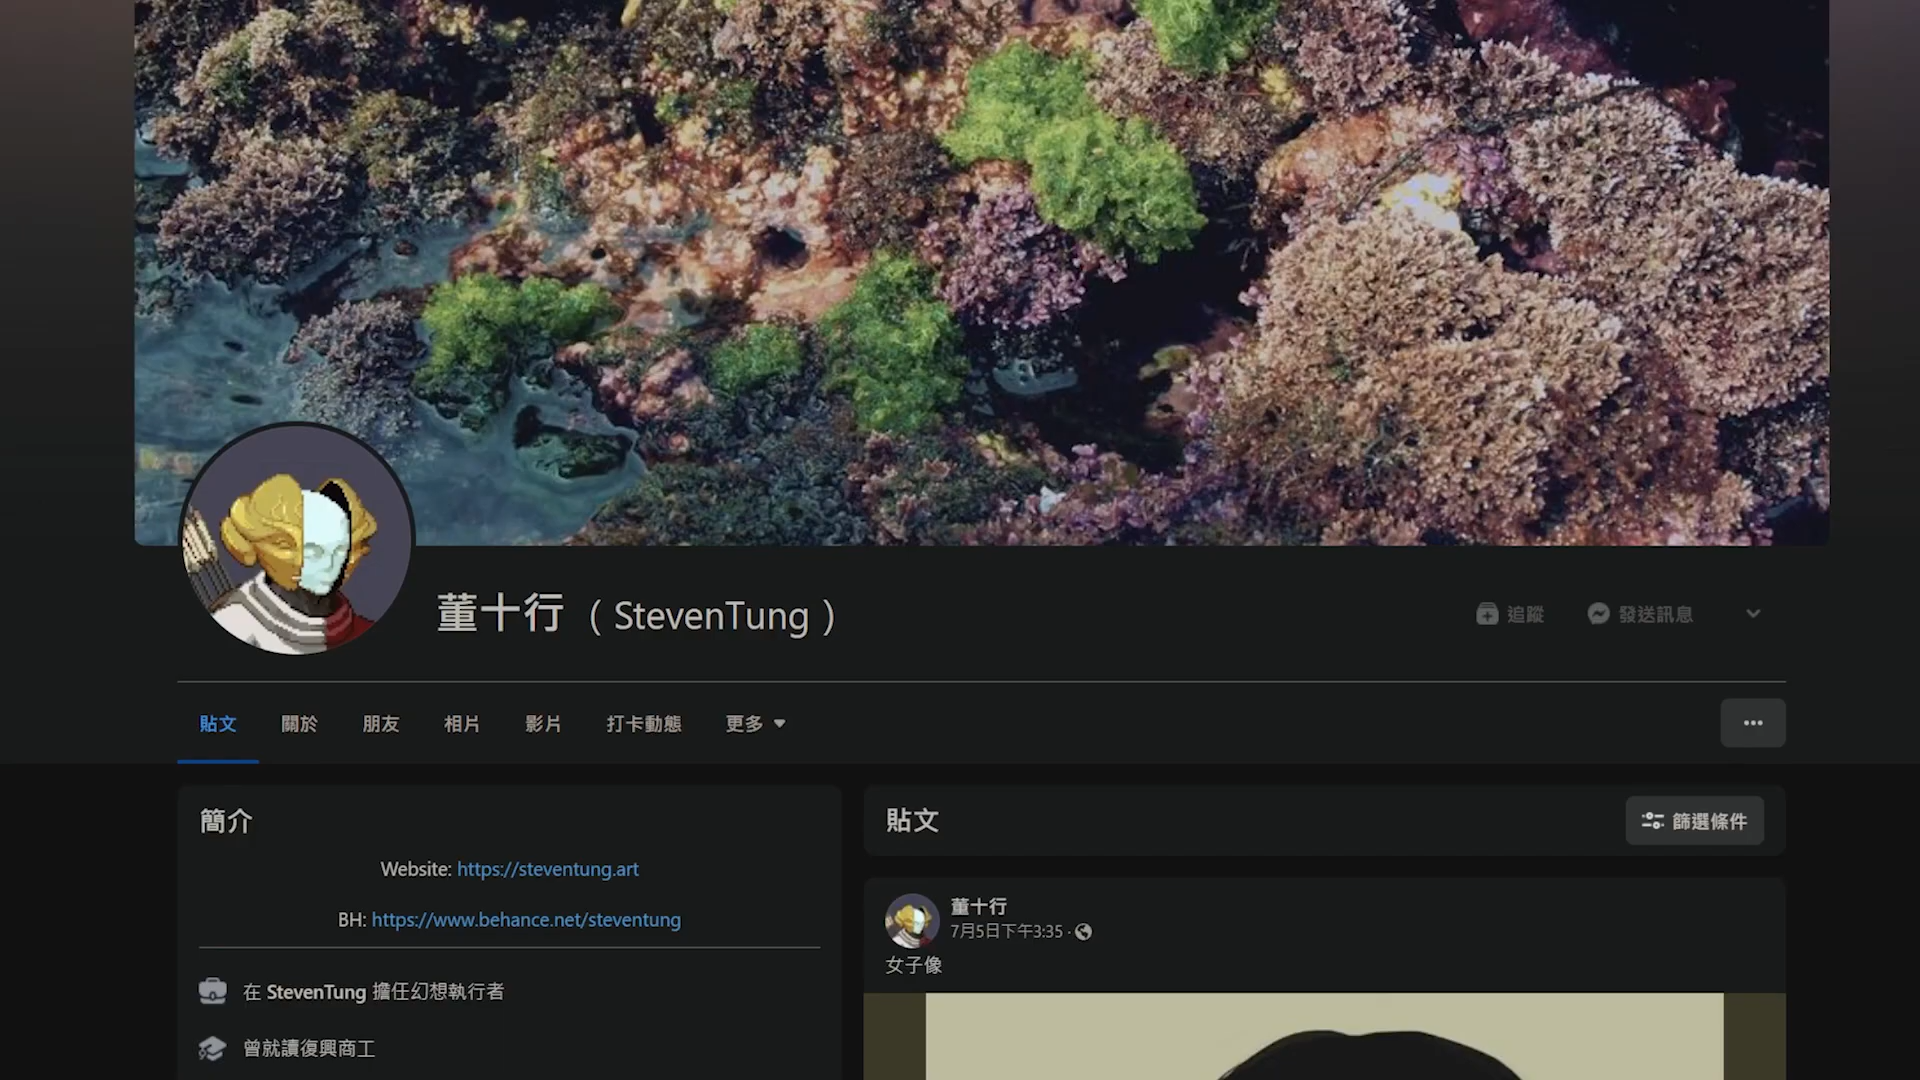 董十行 （StevenTung）
追蹤
發送訊息
貼文
關於
朋友
相片
影片
打卡動態
更多
簡介
Website: https://steventung.art
BH: https://www.behance.net/steventung
在 StevenTung 擔任幻想執行者
曾就讀復興商工
貼文
篩選條件
董十行
7月5日下午3:35 ·
女子像